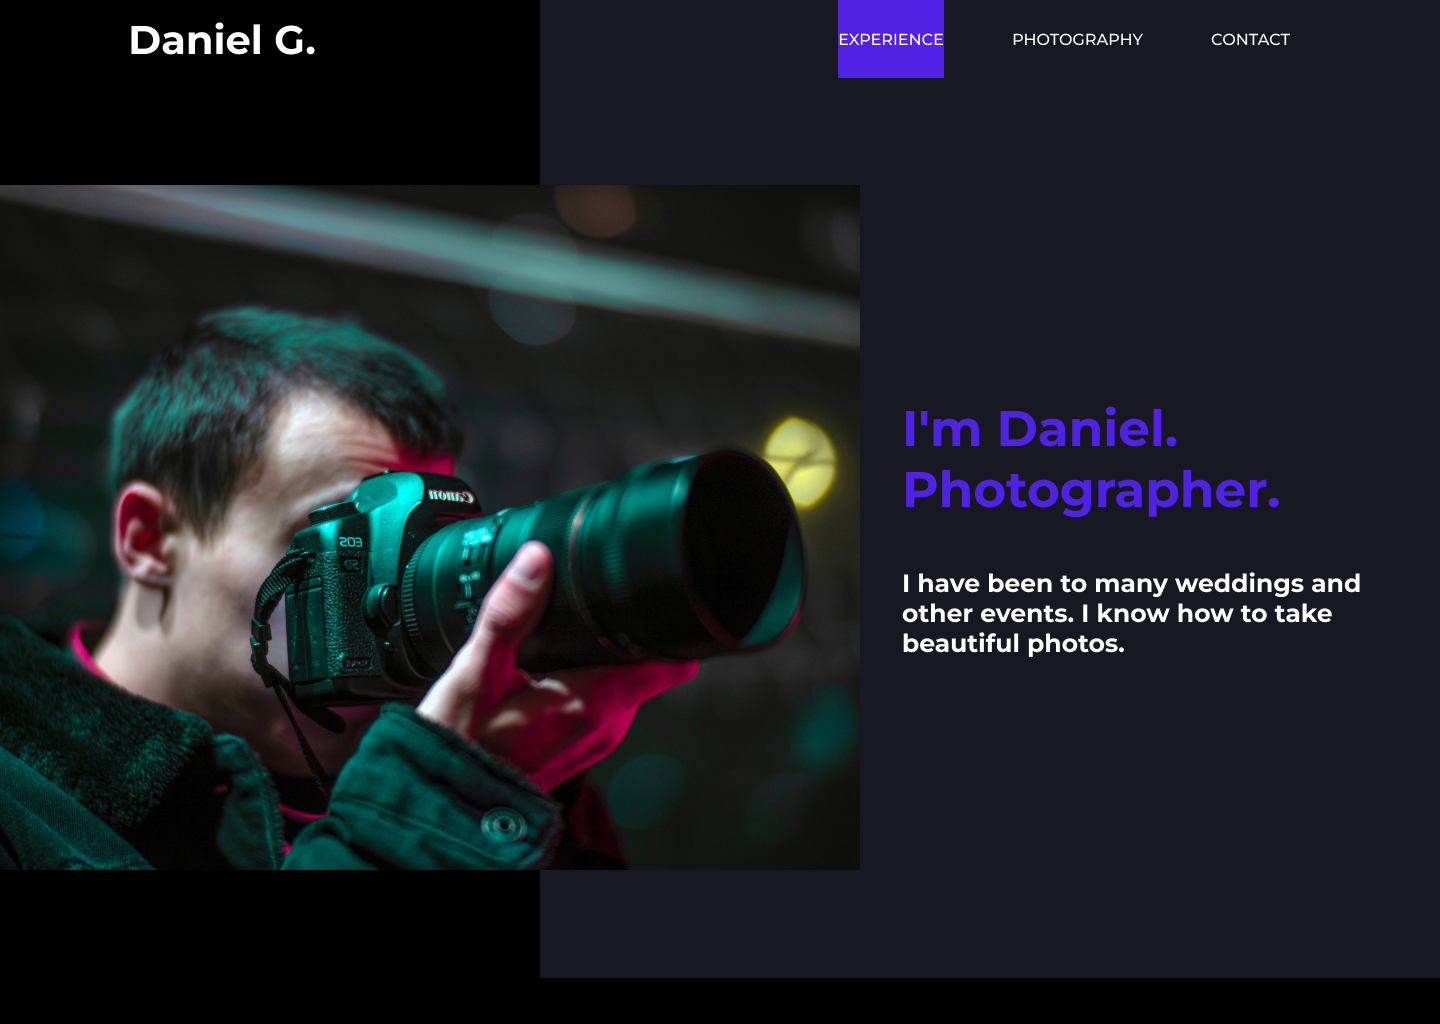 Daniel G.
EXPERIENCE PHOTOGRAPHY CONTACT
Canon
50D
I'm Daniel.
Photographer.
I have been to many weddings and
other events. I know how to take
beautiful photos.